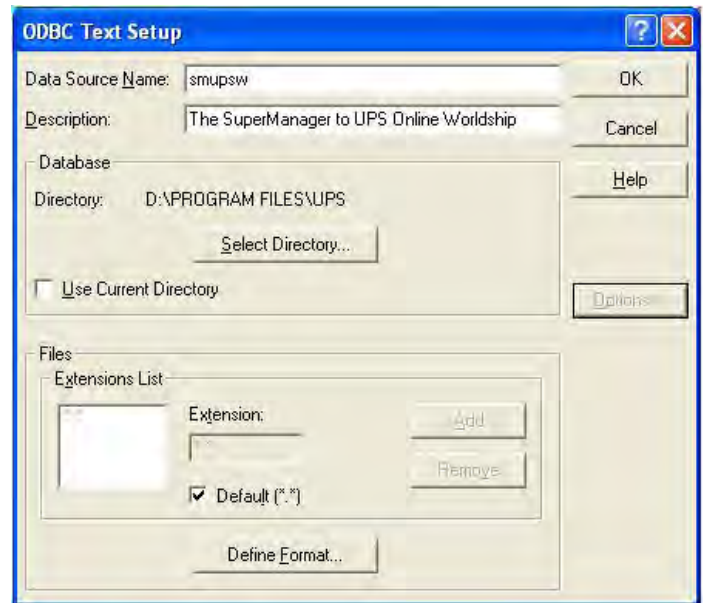 ODBC Text Setup
Data Source Name: smupsw
OK
Description: The SuperManager to UPS Online Worldship
Cancel
Database
Help
Directory: D:\PROGRAM FILES\UPS
Select Directory...
Use Current Directory
Options
Files
Extensions List
*.*
Extension:
*.*
Add
Remove
Default (*.*)
Define Format...